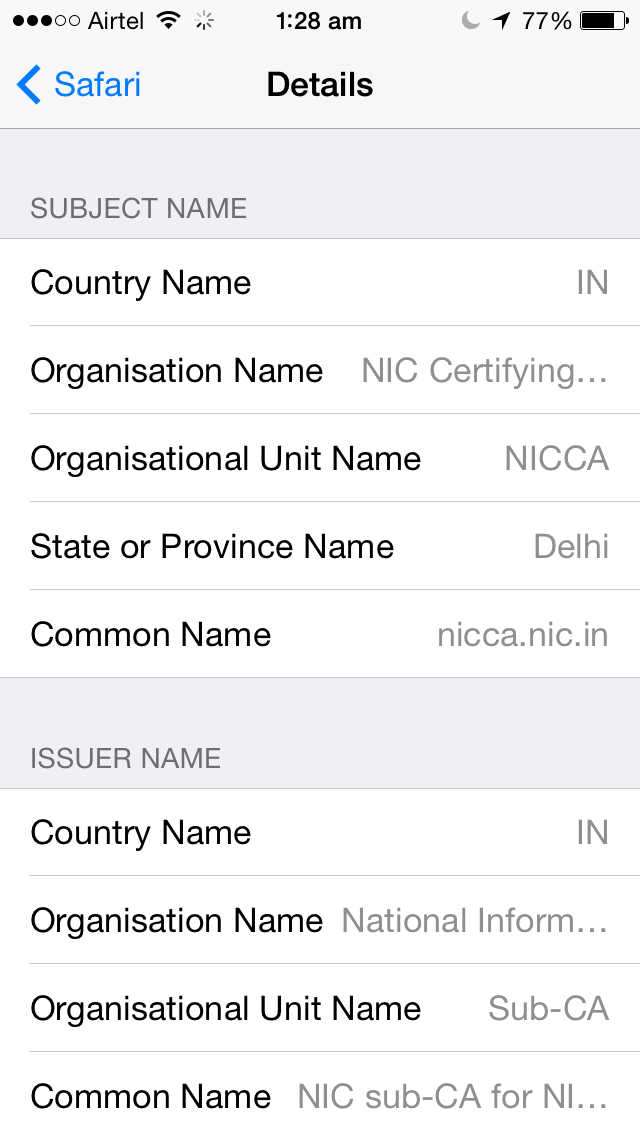 Airtel 1:28 am 77%
Safari Details
SUBJECT NAME
Country Name IN
Organisation Name NIC Certifying...
Organisational Unit Name NICCA
State or Province Name Delhi
Common Name nicca.nic.in
ISSUER NAME
Country Name IN
Organisation Name National Inform...
Organisational Unit Name Sub-CA
Common Name NIC sub-CA for NI...